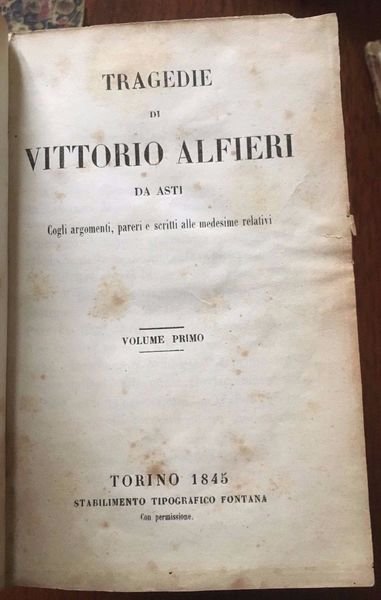 TRAGEDIE
DI
VITTORIO ALFIERI
DA ASTI
Cogli argomenti, pareri e scritti alle medesime relativi
VOLUME PRIMO
TORINO 1845
STABILIMENTO TIPOGRAFICO FONTANA
Con permissione.